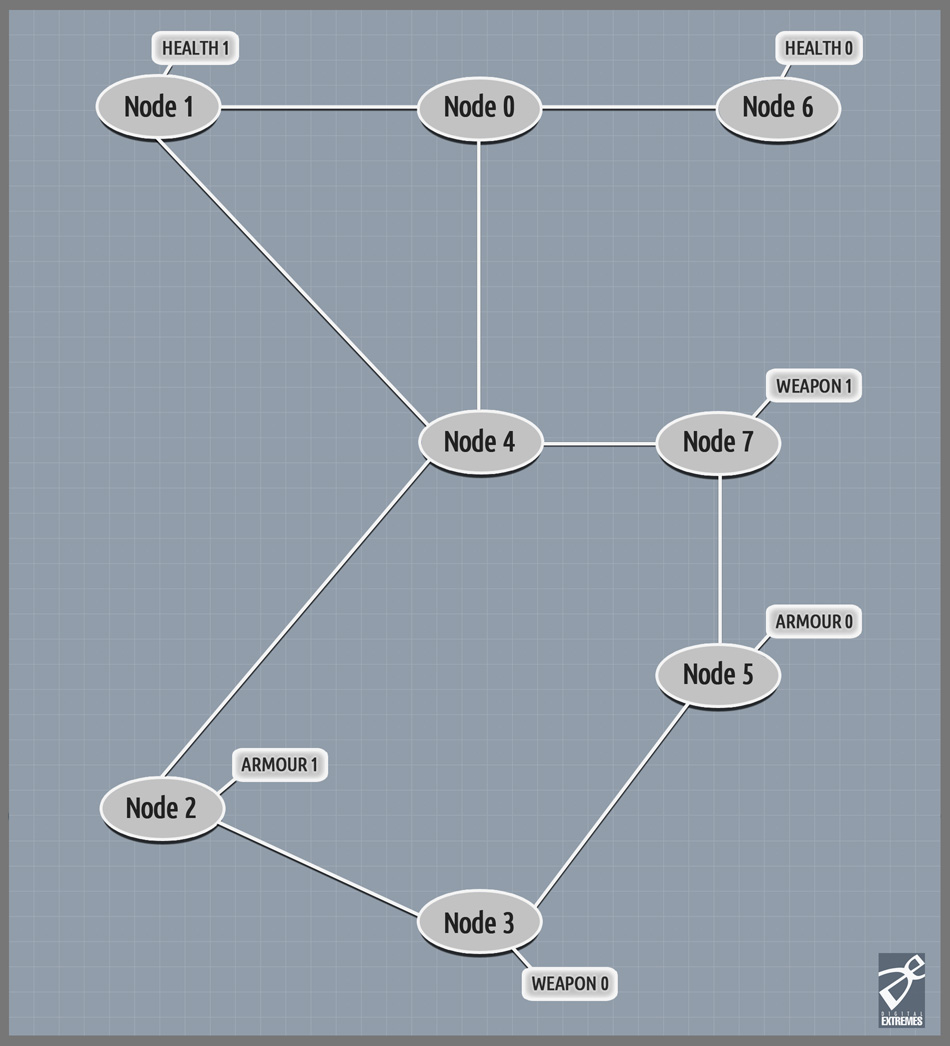 HEALTH 1
HEALTH 0
Node 1
Node 0
Node 6
WEAPON 1
Node 4
Node 7
ARMOUR 0
Node 5
ARMOUR 1
Node 2
Node 3
WEAPON 0
DIGITAL
EXTREMES